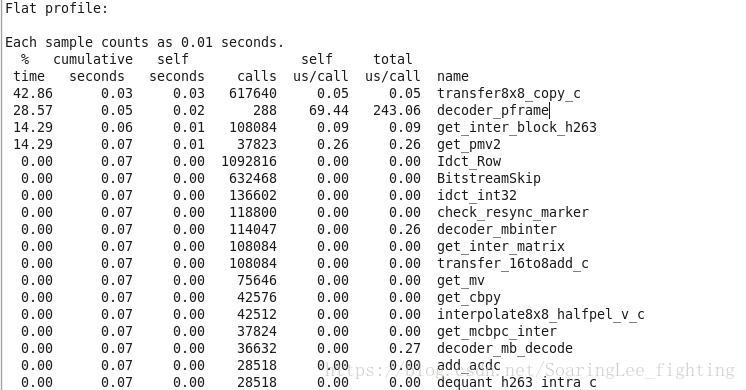 Flat profile:
Each sample counts as 0.01 seconds.
% cumulative self self total
time seconds seconds calls us/call us/call name
42.86 0.03 0.03 617640 0.05 0.05 transfer8x8_copy_c
28.57 0.05 0.02 288 69.44 243.06 decoder_pframe
14.29 0.06 0.01 108084 0.09 0.09 get_inter_block_h263
14.29 0.07 0.01 37823 0.26 0.26 get_pmv2
0.00 0.07 0.00 1092816 0.00 0.00 Idct_Row
0.00 0.07 0.00 632468 0.00 0.00 BitstreamSkip
0.00 0.07 0.00 136602 0.00 0.00 idct_int32
0.00 0.07 0.00 118800 0.00 0.00 check_resync_marker
0.00 0.07 0.00 114047 0.00 0.26 decoder_mbinter
0.00 0.07 0.00 108084 0.00 0.00 get_inter_matrix
0.00 0.07 0.00 108084 0.00 0.00 transfer_16to8add_c
0.00 0.07 0.00 75646 0.00 0.00 get_mv
0.00 0.07 0.00 42576 0.00 0.00 get_cbpy
0.00 0.07 0.00 42512 0.00 0.00 interpolate8x8_halfpel_v_c
0.00 0.07 0.00 37824 0.00 0.00 get_mcbpc_inter
0.00 0.07 0.00 36632 0.00 0.27 decoder_mb_decode
0.00 0.07 0.00 28518 0.00 0.00 add_acdc
0.00 0.07 0.00 28518 0.00 0.00 dequant_h263_intra_c
https://blog.csdn.net/SoaringLee_fighting